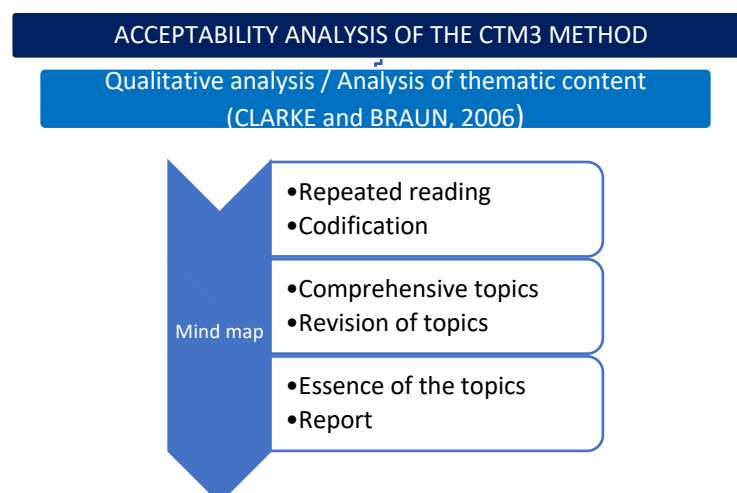 ACCEPTABILITY ANALYSIS OF THE CTM3 METHOD
Qualitative analysis / Analysis of thematic content
(CLARKE and BRAUN, 2006)
•Repeated reading
•Codification
Mind map
•Comprehensive topics
•Revision of topics
•Essence of the topics
•Report